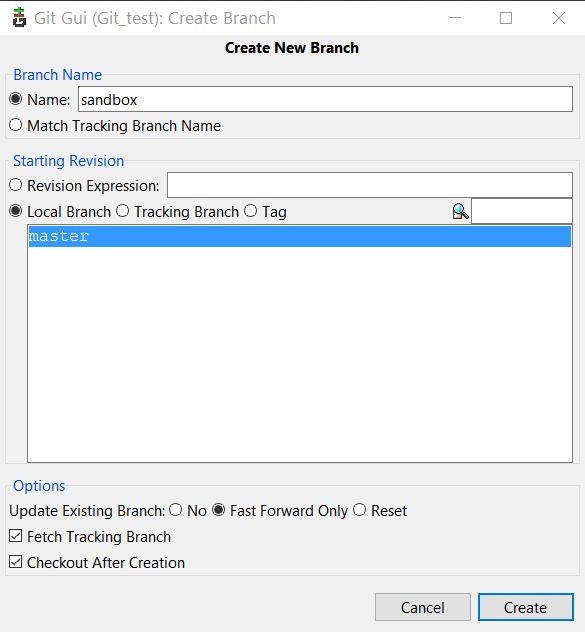 Git Gui (Git_test): Create Branch
Create New Branch
Branch Name
Name: sandbox
Match Tracking Branch Name
Starting Revision
Revision Expression:
Local Branch Tracking Branch Tag
master
Options
Update Existing Branch: No Fast Forward Only Reset
Fetch Tracking Branch
Checkout After Creation
Cancel Create